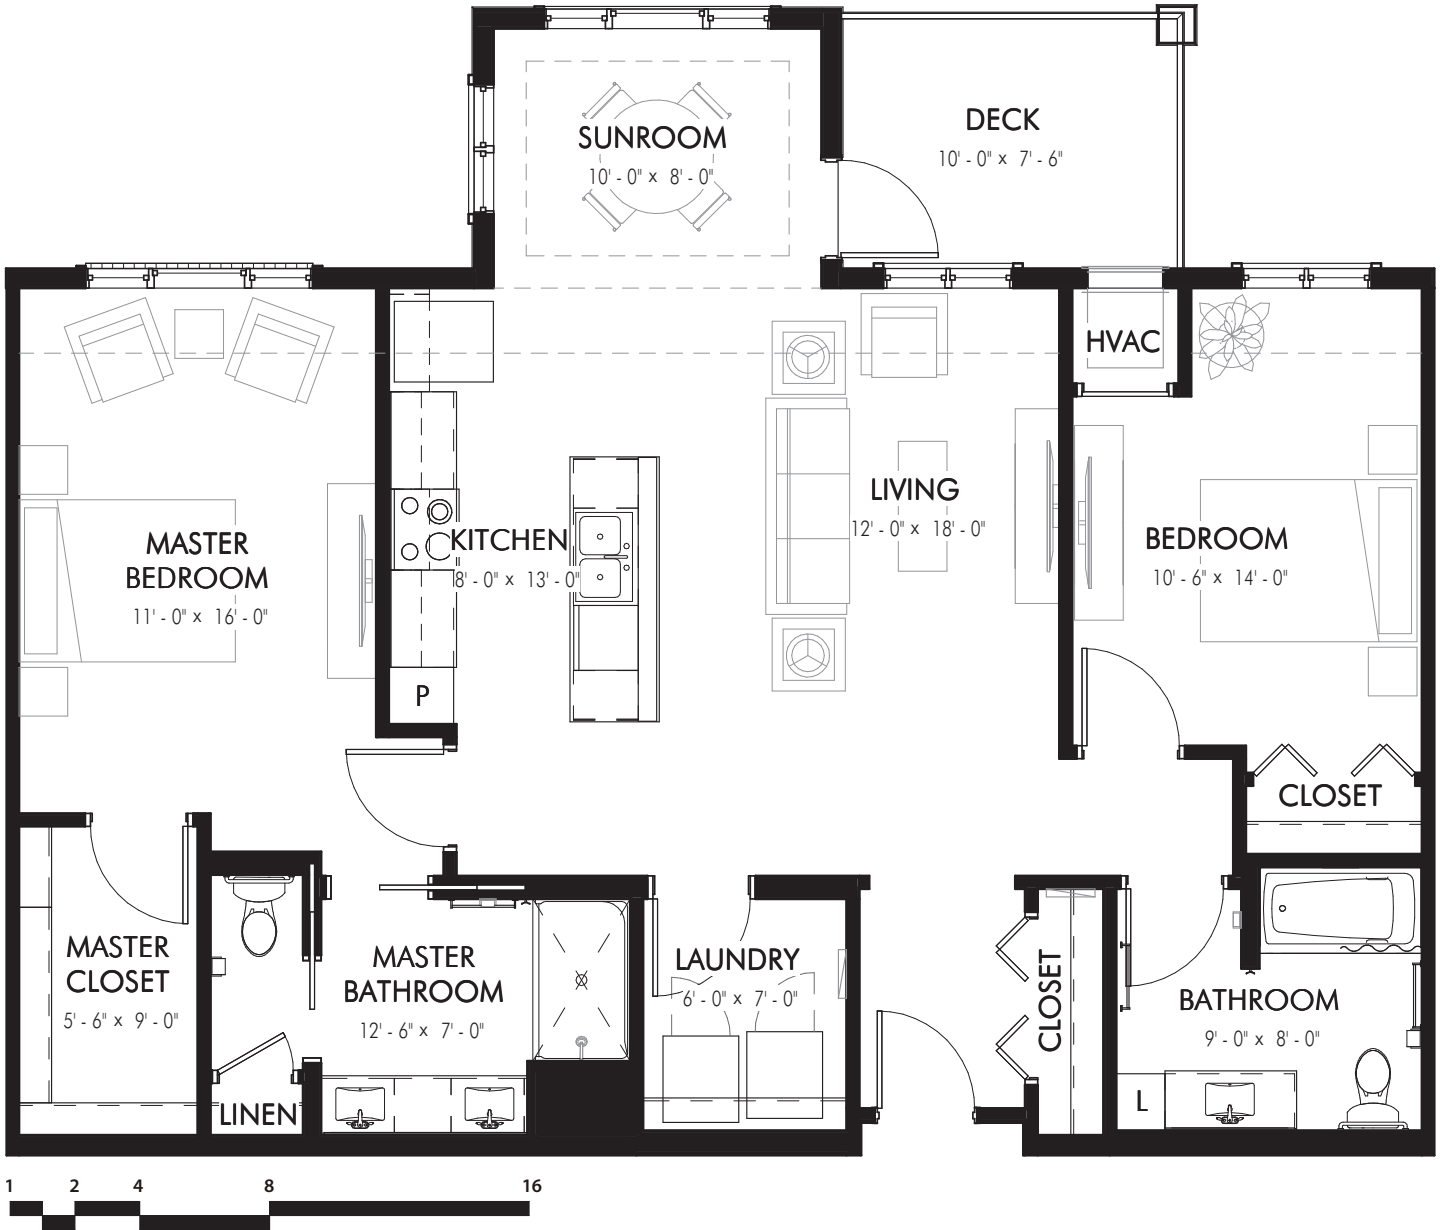 SUNROOM
10' - 0" x 8' - 0"
DECK
10' - 0" x 7' - 6"
HVAC
MASTER
BEDROOM
11' - 0" x 16' - 0"
KITCHEN
8' - 0" x 13' - 0"
P
LIVING
12' - 0" x 18' - 0"
BEDROOM
10' - 6" x 14' - 0"
CLOSET
MASTER
CLOSET
5' - 6" x 9' - 0"
LINEN
MASTER
BATHROOM
12' - 6" x 7' - 0"
LAUNDRY
6' - 0" x 7' - 0"
CLOSET
BATHROOM
9' - 0" x 8' - 0"
L
1 2 4 8 16